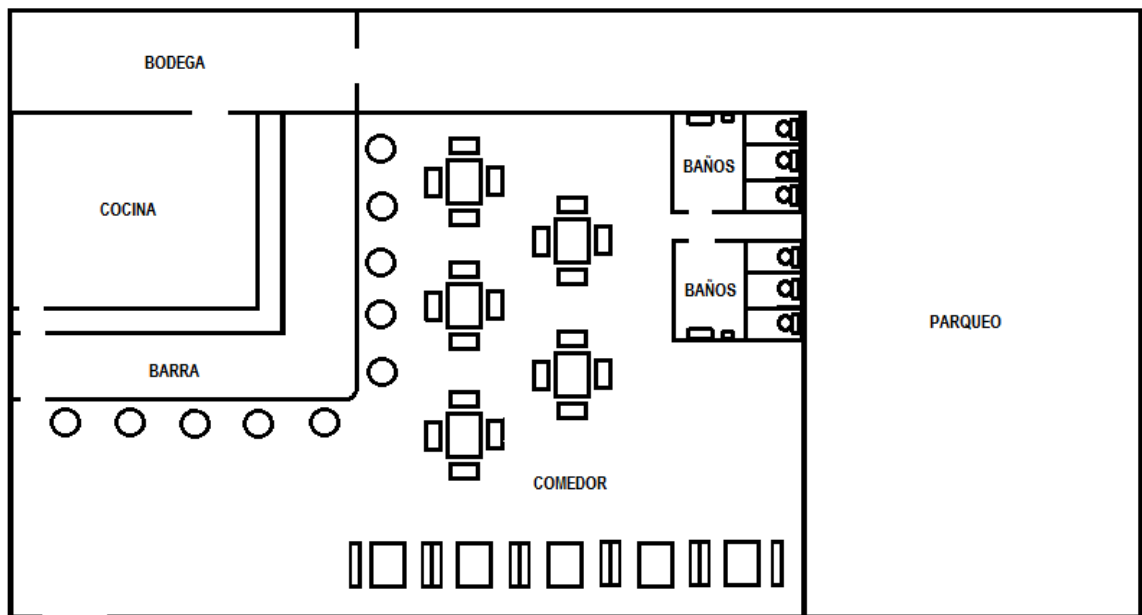 BODEGA
BAÑOS
COCINA
BAÑOS
PARQUEO
BARRA
COMEDOR